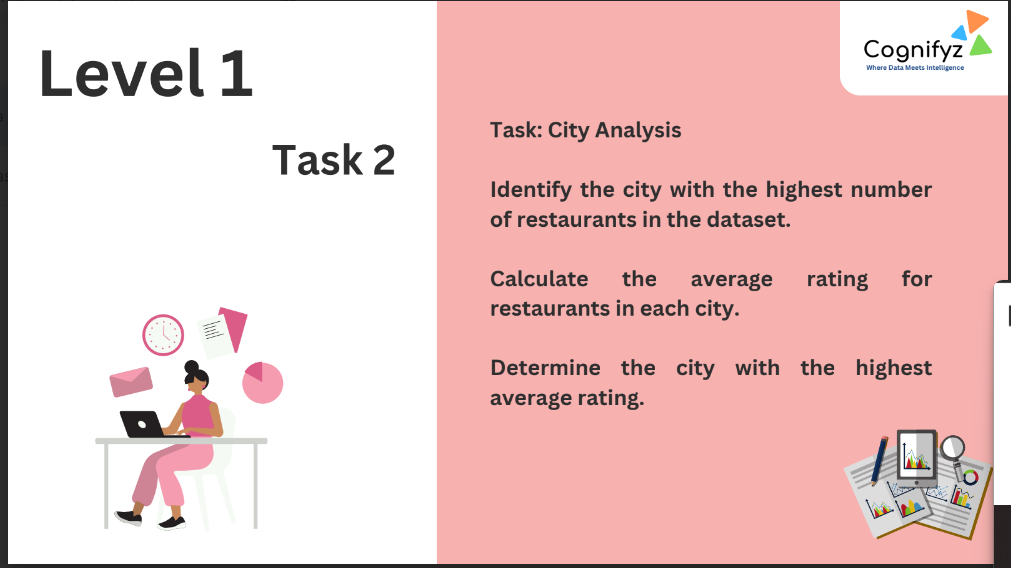 Level 1
Task 2
Cognifyz
Where Data Meets Intelligence
Task: City Analysis
Identify the city with the highest number
of restaurants in the dataset.
Calculate the average rating for
restaurants in each city.
Determine the city with the highest
average rating.